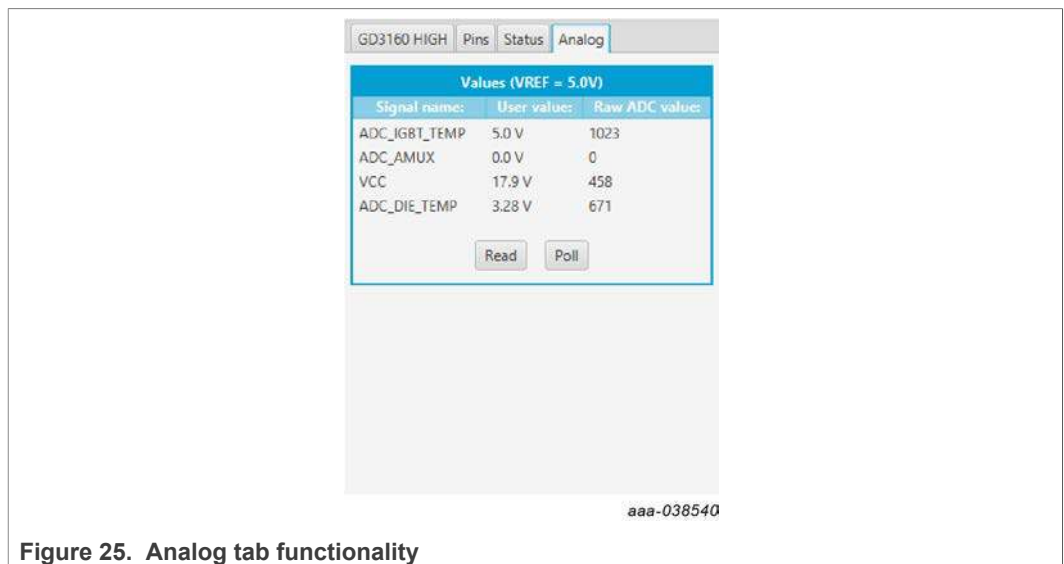 GD3160 HIGH Pins Status Analog
Values (VREF = 5.0V)
Signal name: User value: Raw ADC value:
ADC_IGBT_TEMP 5.0 V 1023
ADC_AMUX 0.0 V 0
VCC 17.9 V 458
ADC_DIE_TEMP 3.28 V 671
Read Poll
aaa-038540
Figure 25. Analog tab functionality